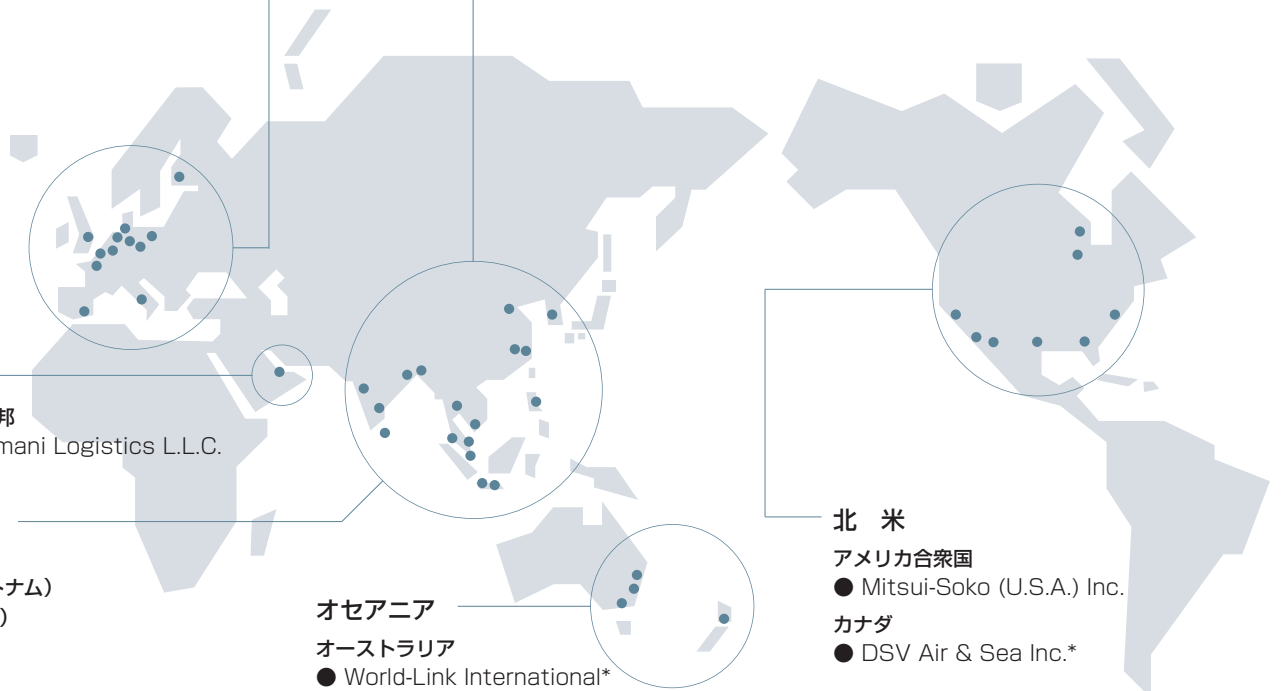 邦
mani Logistics L.L.C.
トナム）
）
オセアニア
オーストラリア
● World-Link International*
北　米
アメリカ合衆国
● Mitsui-Soko (U.S.A.) Inc.
カナダ
● DSV Air & Sea Inc.*